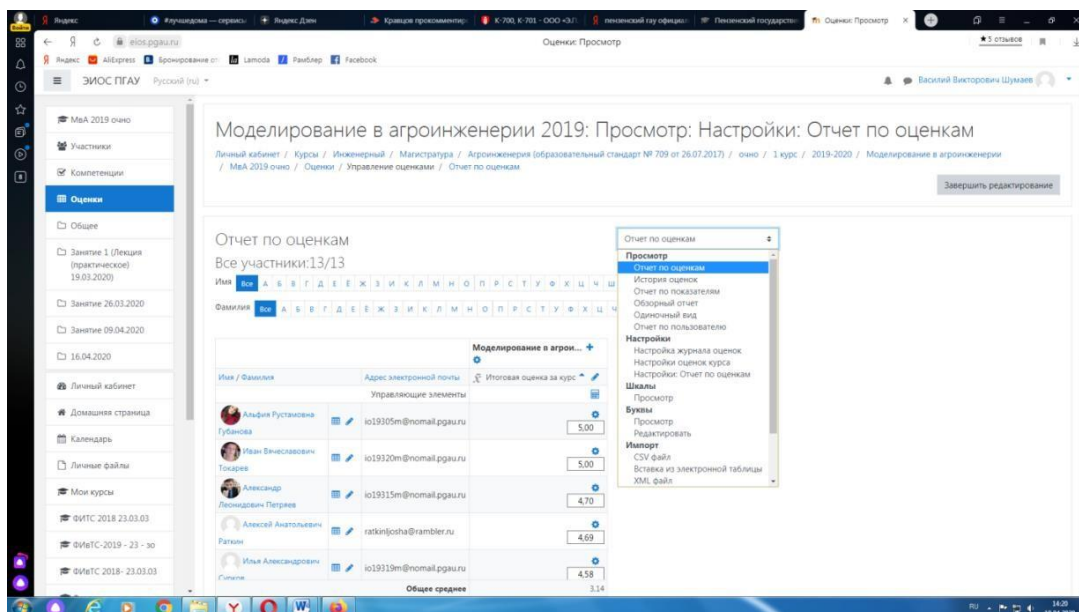 Яндекс
#лучшедома — сервисы
Яндекс.Дзен
Кравцов прокомментир
К-700, К-701 - ООО «З.Л
пензенский гау официал
Пензенский государстве
Оценки: Просмотр
eios.pgau.ru
Оценки: Просмотр
★ 5 отзывов
Яндекс
AliExpress
Бронирование от
Lamoda
Рамблер
Facebook
ЭИОС ПГАУ
Русский (ru)
Василий Викторович Шумаев
МвА 2019 очно
Участники
Компетенции
Оценки
Общее
Занятие 1 (Лекция
(практическое)
19.03.2020)
Занятие 26.03.2020
Занятие 09.04.2020
16.04.2020
Личный кабинет
Домашняя страница
Календарь
Личные файлы
Мои курсы
ФИТС 2018 23.03.03
ФИвТС-2019 - 23 - зо
ФИвТС 2018- 23.03.03
Моделирование в агроинженерии 2019: Просмотр: Настройки: Отчет по оценкам
Личный кабинет / Курсы / Инженерный / Магистратура / Агроинженерия (образовательный стандарт № 709 от 26.07.2017) / очно / 1 курс / 2019-2020 / Моделирование в агроинженерии
/ МвА 2019 очно / Оценки / Управление оценками / Отчет по оценкам
Завершить редактирование
Отчет по оценкам
Все участники:13/13
Имя Все А Б В Г Д Е Ё Ж З И К Л М Н О П Р С Т У Ф Х Ц Ч Ш
Фамилия Все А Б В Г Д Е Ё Ж З И К Л М Н О П Р С Т У Ф Х Ц Ч
Моделирование в агрои...
Имя / Фамилия
Адрес электронной почты
Итоговая оценка за курс
Управляющие элементы
Альфия Рустамовна
Губанова
io19305m@nomail.pgau.ru
5,00
Иван Вячеславович
Токарев
io19320m@nomail.pgau.ru
5,00
Александр
Леонидович Петряев
io19315m@nomail.pgau.ru
4,70
Алексей Анатольевич
Раткин
ratkinljosha@rambler.ru
4,69
Илья Александрович
Сурков
io19319m@nomail.pgau.ru
4,58
Общее среднее
3,14
Отчет по оценкам
Просмотр
Отчет по оценкам
История оценок
Отчет по показателям
Обзорный отчет
Одиночный вид
Отчет по пользователю
Настройки
Настройка журнала оценок
Настройки оценок курса
Настройки: Отчет по оценкам
Шкалы
Просмотр
Буквы
Просмотр
Редактировать
Импорт
CSV файл
Вставка из электронной таблицы
XML файл
RU
14:20